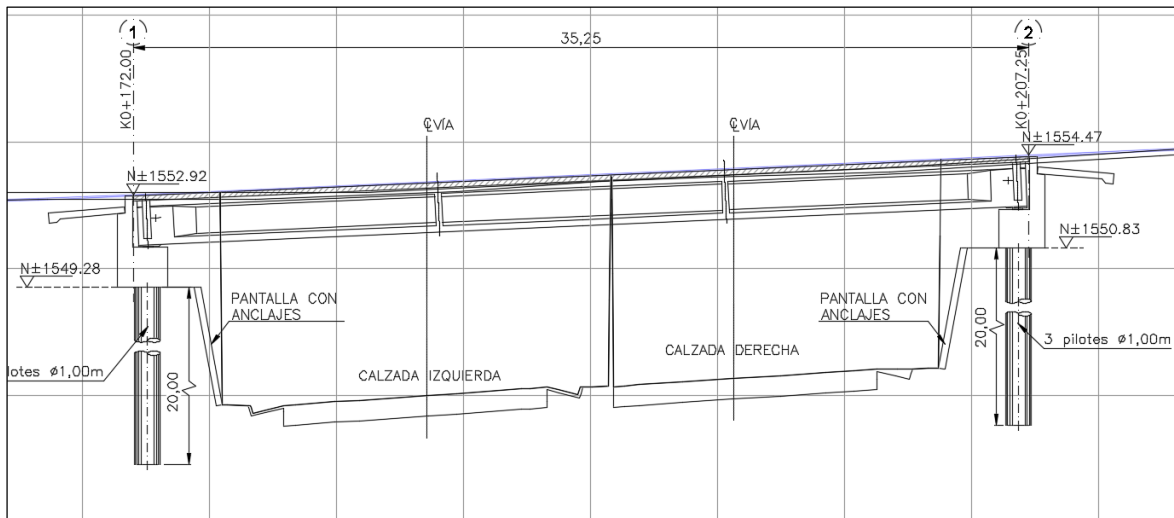 1
2
35,25
K0+172.00
K0+207.25
℄VÍA
℄VÍA
N±1554.47
N±1552.92
N±1550.83
N±1549.28
PANTALLA CON
ANCLAJES
PANTALLA CON
ANCLAJES
20,00
3 pilotes ø1,00m
CALZADA DERECHA
lotes ø1,00m
CALZADA IZQUIERDA
20,00